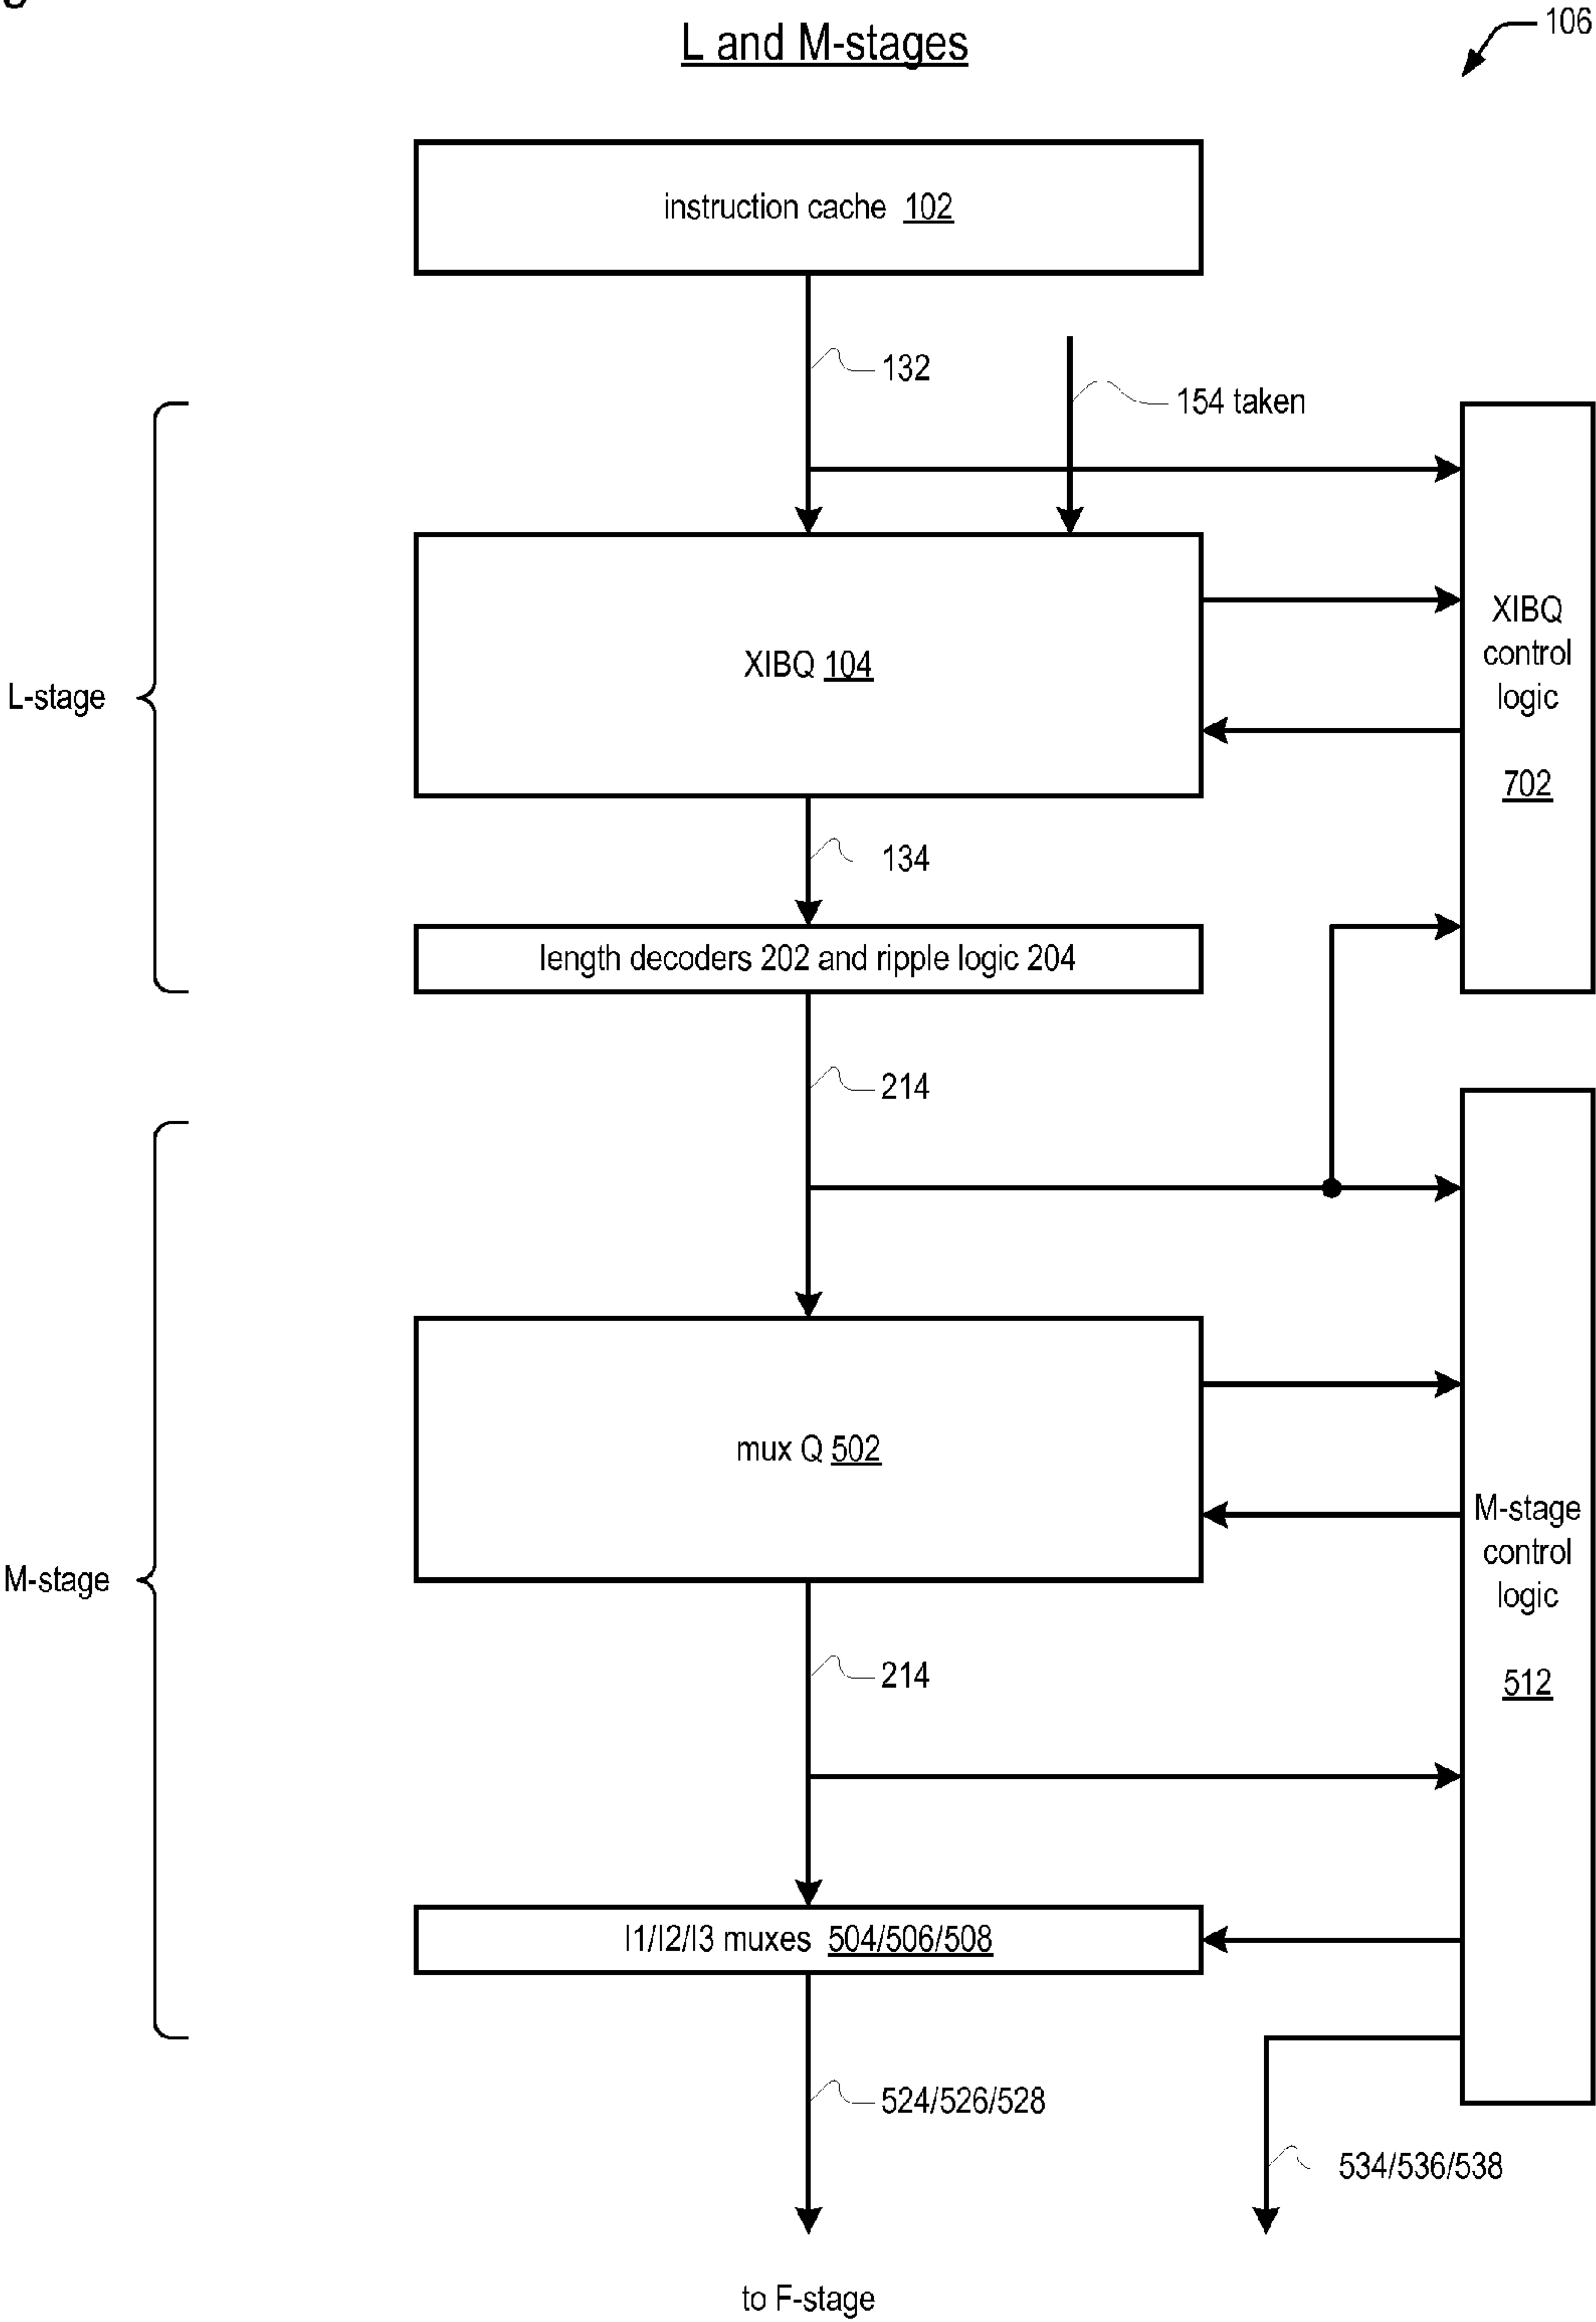 106
L and M-stages
instruction cache 102
132
154 taken
XIBQ
control
logic
702
XIBQ 104
L-stage
134
length decoders 202 and ripple logic 204
214
mux Q 502
M-stage
control
logic
512
M-stage
214
I1/I2/I3 muxes 504/506/508
524/526/528
534/536/538
to F-stage